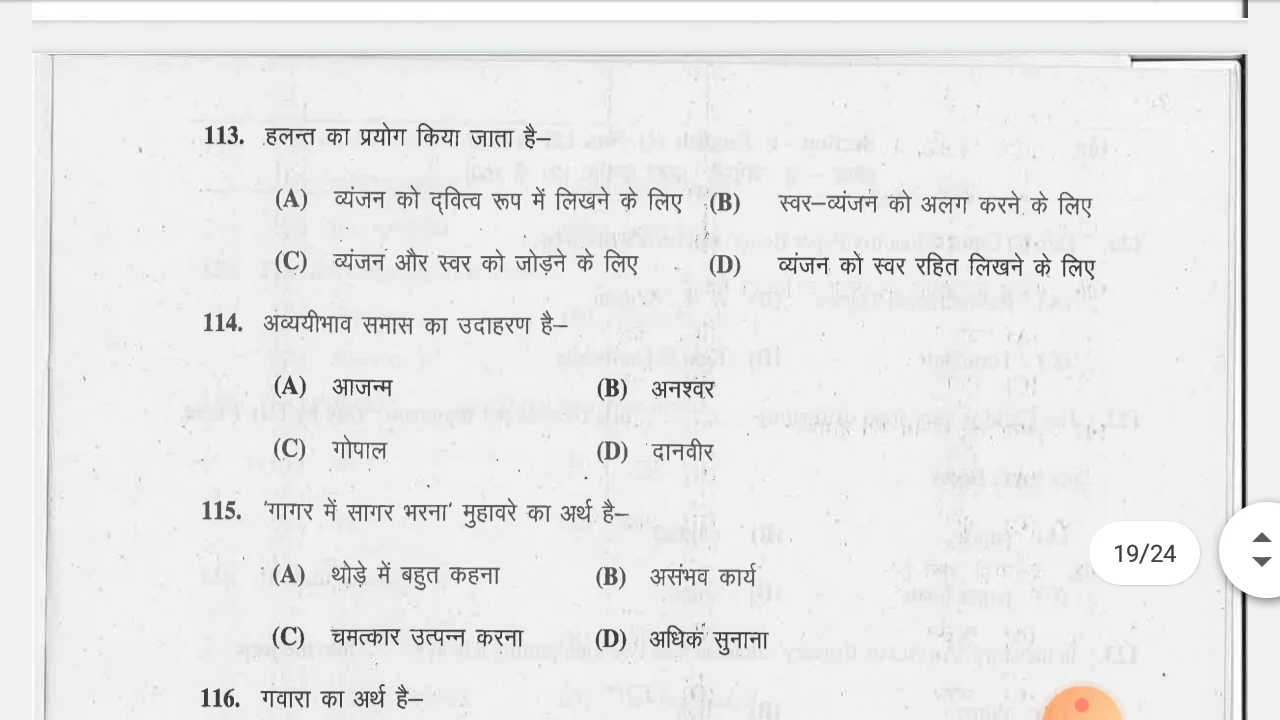 113. हलन्त का प्रयोग किया जाता है–
(A) व्यंजन को द्वित्व रूप में लिखने के लिए (B) स्वर–व्यंजन को अलग करने के लिए
(C) व्यंजन और स्वर को जोड़ने के लिए (D) व्यंजन को स्वर रहित लिखने के लिए
114. अव्ययीभाव समास का उदाहरण है–
(A) आजन्म (B) अनश्वर
(C) गोपाल (D) दानवीर
115. 'गागर में सागर भरना' मुहावरे का अर्थ है–
(A) थोड़े में बहुत कहना (B) असंभव कार्य
19/24
(C) चमत्कार उत्पन्न करना (D) अधिक सुनाना
116. गवारा का अर्थ है–